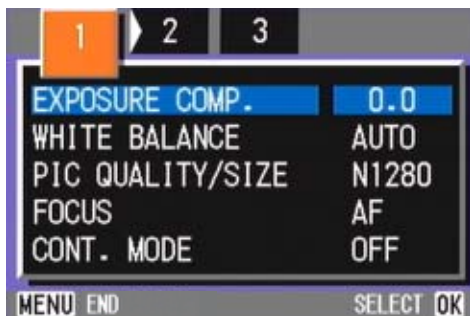 1 2 3
EXPOSURE COMP. 0.0
WHITE BALANCE AUTO
PIC QUALITY/SIZE N1280
FOCUS AF
CONT. MODE OFF
MENU END SELECT OK